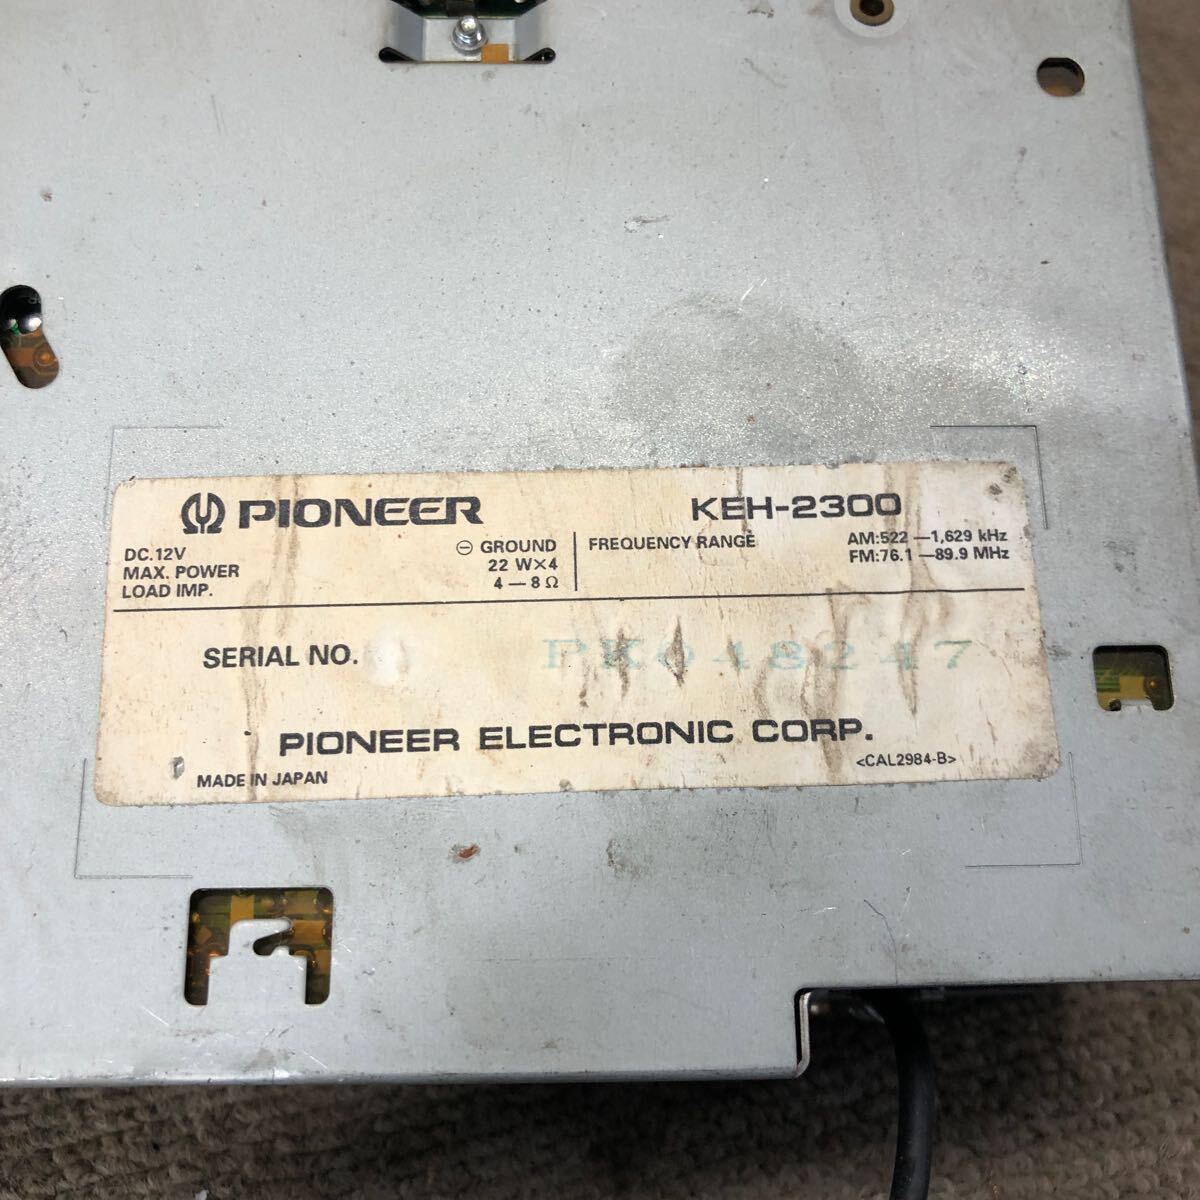 PIONEER KEH-2300
DC.12V ⊖ GROUND
MAX. POWER 22 W×4
LOAD IMP. 4—8Ω
FREQUENCY RANGE AM:522—1,629 kHz
FM:76.1—89.9 MHz
SERIAL NO. PK048247
PIONEER ELECTRONIC CORP.
MADE IN JAPAN <CAL2984-B>